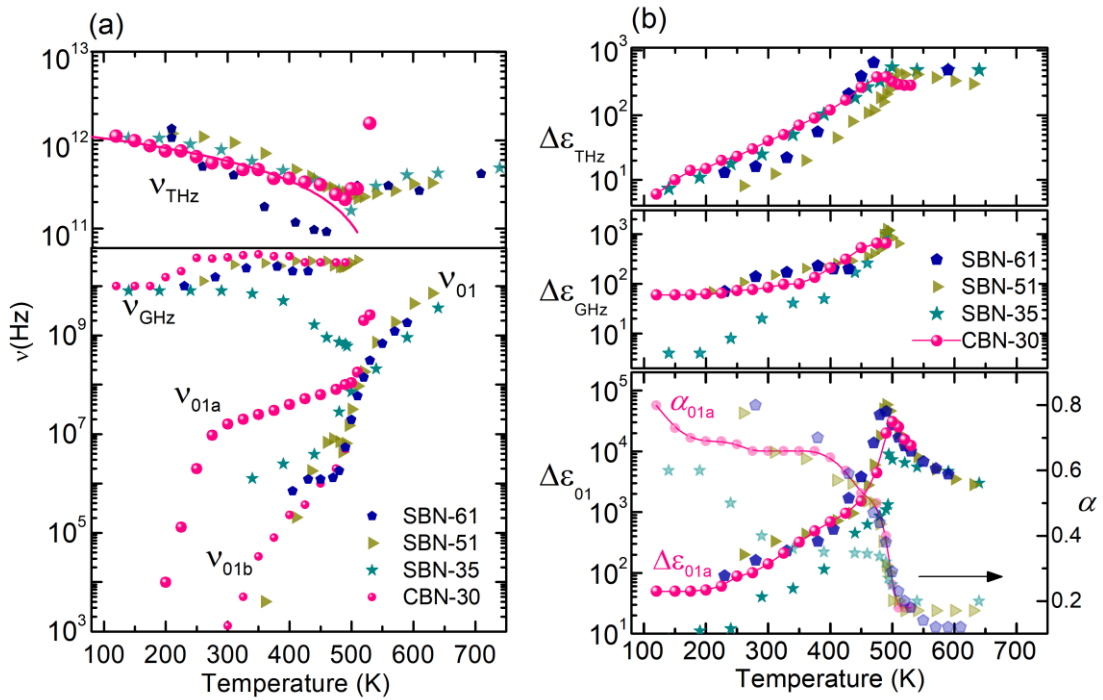 (a)
10^13
10^12
10^11
ν_THz
ν_GHz
ν_01
10^9
ν_01a
10^7
ν(Hz)
10^5
ν_01b
10^3
SBN-61
SBN-51
SBN-35
CBN-30
100 200 300 400 500 600 700
Temperature (K)
(b)
10^3
10^2
10^1
Δε_THz
10^3
10^2
10^1
Δε_GHz
SBN-61
SBN-51
SBN-35
CBN-30
10^5
10^4
10^3
10^2
10^1
Δε_01
α_01a
Δε_01a
0.8
0.6
0.4
0.2
α
100 200 300 400 500 600 700
Temperature (K)